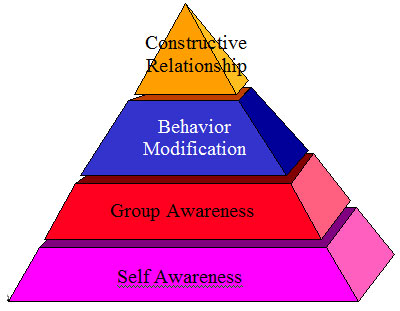 Constructive
Relationship
Behavior
Modification
Group Awareness
Self Awareness